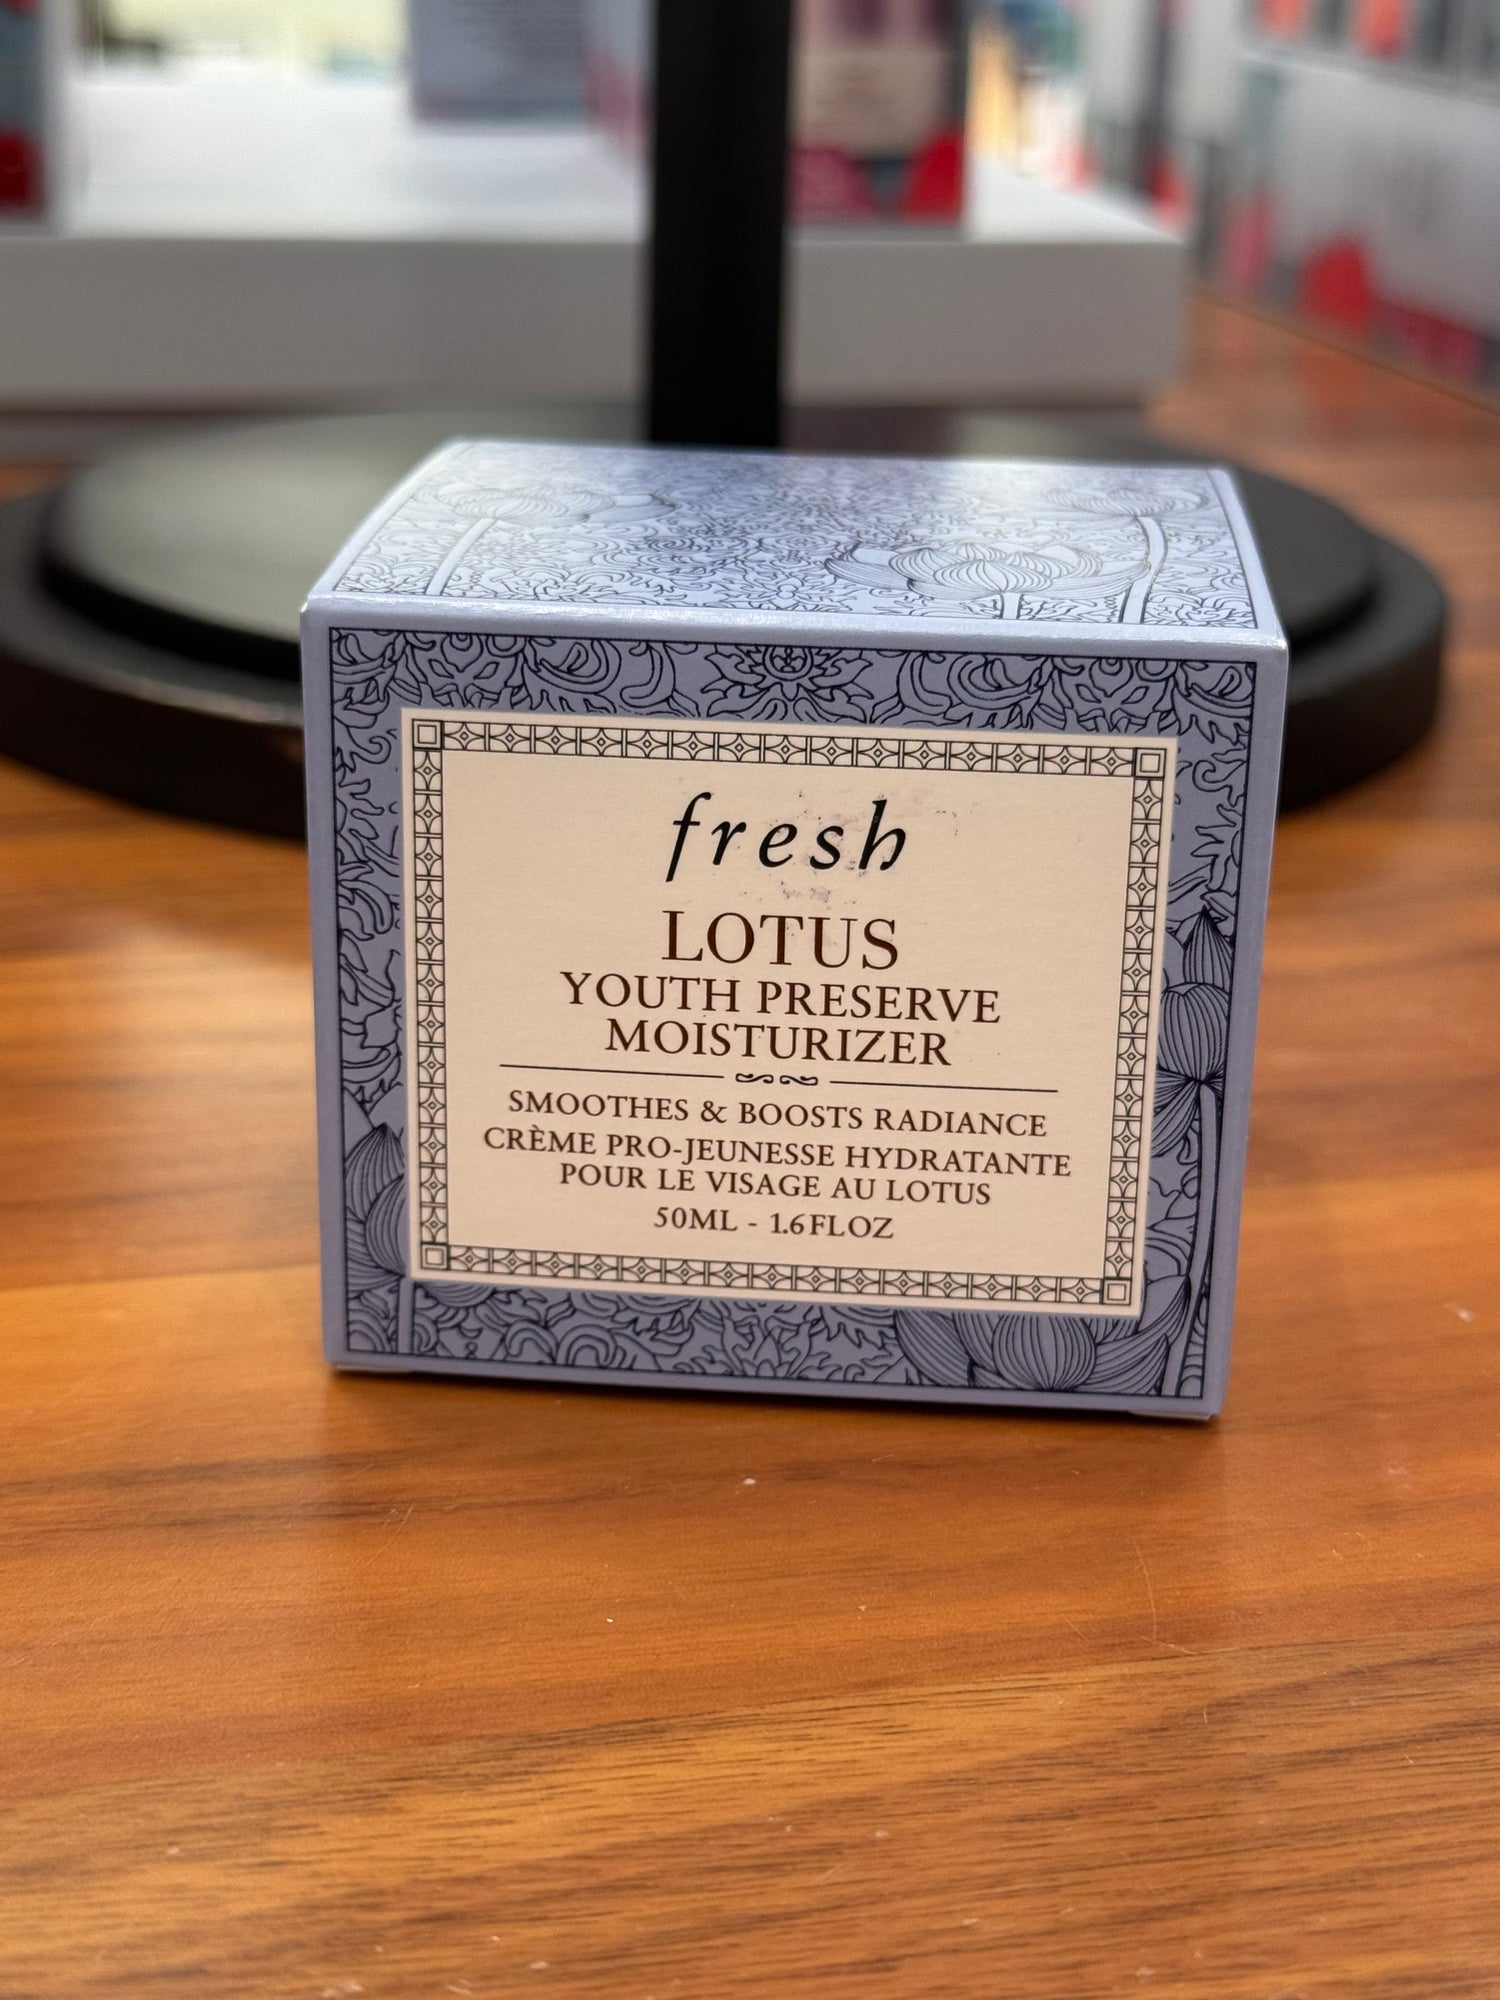 fresh
LOTUS
YOUTH PRESERVE
MOISTURIZER
SMOOTHES & BOOSTS RADIANCE
CRÈME PRO-JEUNESSE HYDRATANTE
POUR LE VISAGE AU LOTUS
50ML - 1.6FLOZ